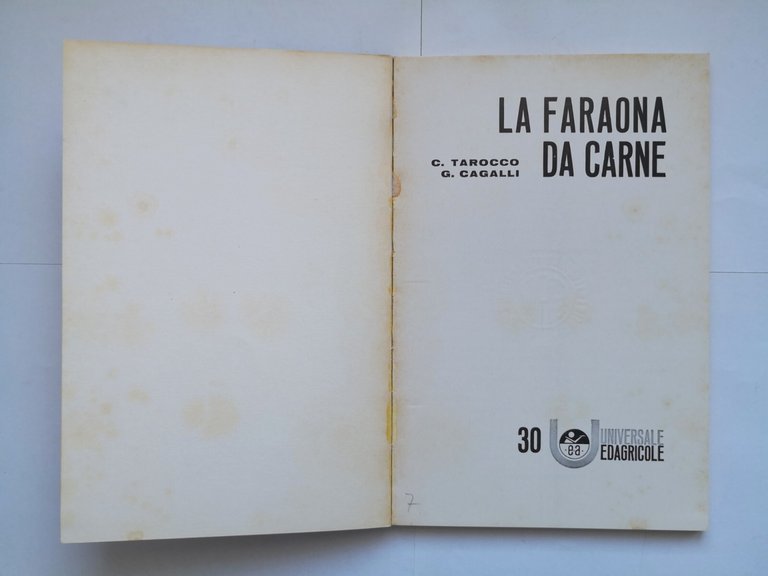 LA FARAONA
C. TAROCCO
DA CARNE
G. CAGALLI
30
ea
UNIVERSALE
EDAGRICOLE
7